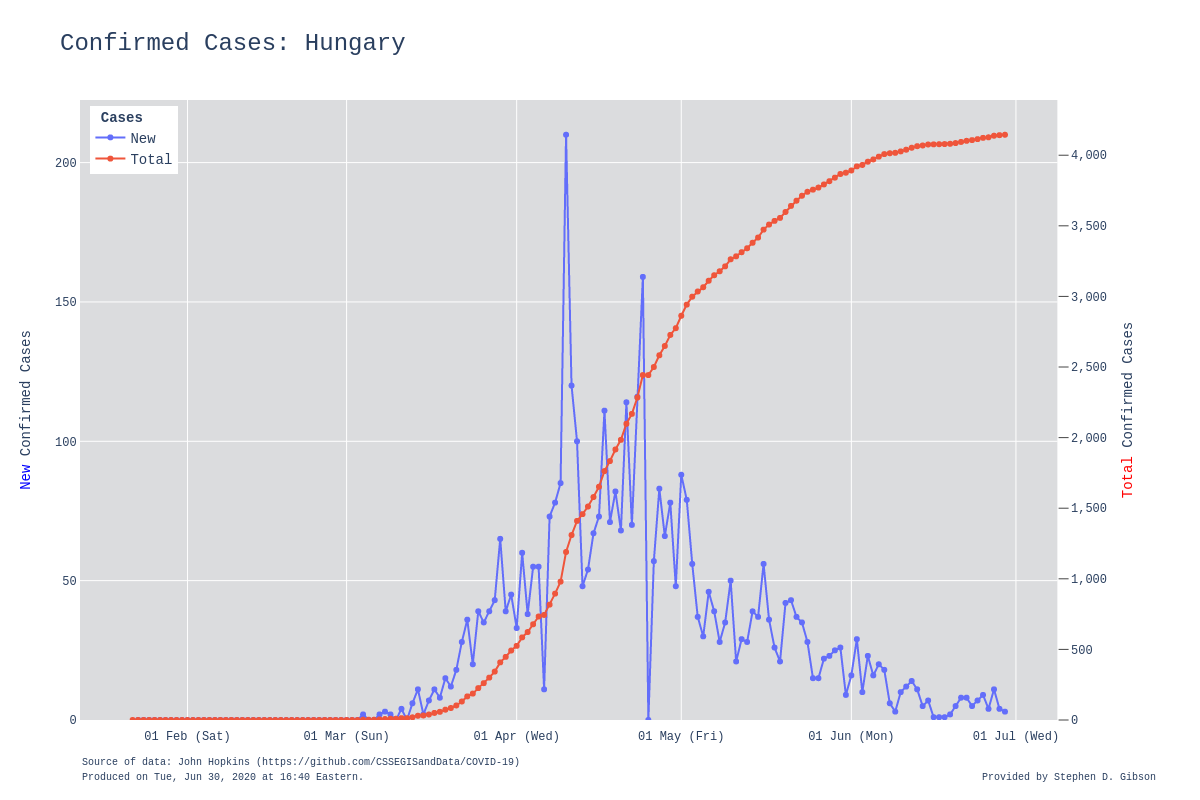 Confirmed Cases: Hungary
Cases
New
Total
200
150
100
50
0
4,000
3,500
3,000
2,500
2,000
1,500
1,000
500
0
New Confirmed Cases
Total Confirmed Cases
01 Feb (Sat)
01 Mar (Sun)
01 Apr (Wed)
01 May (Fri)
01 Jun (Mon)
01 Jul (Wed)
Source of data: John Hopkins (https://github.com/CSSEGISandData/COVID-19)
Produced on Tue, Jun 30, 2020 at 16:40 Eastern.
Provided by Stephen D. Gibson